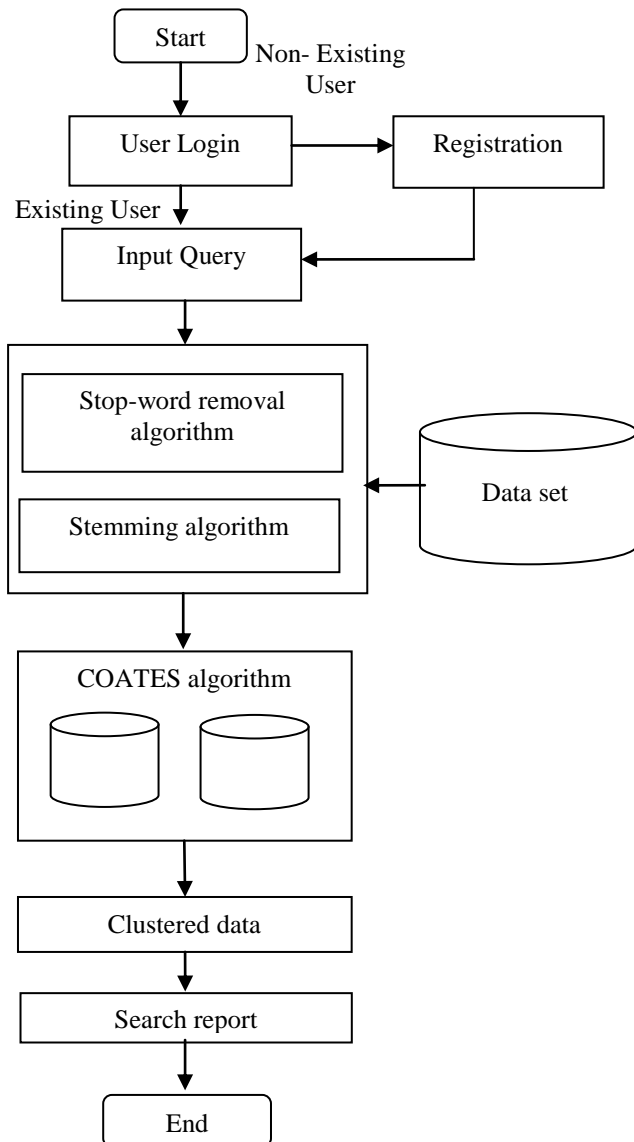 Start
Non- Existing
User
User Login
Registration
Existing User
Input Query
Stop-word removal
algorithm
Data set
Stemming algorithm
COATES algorithm
Clustered data
Search report
End